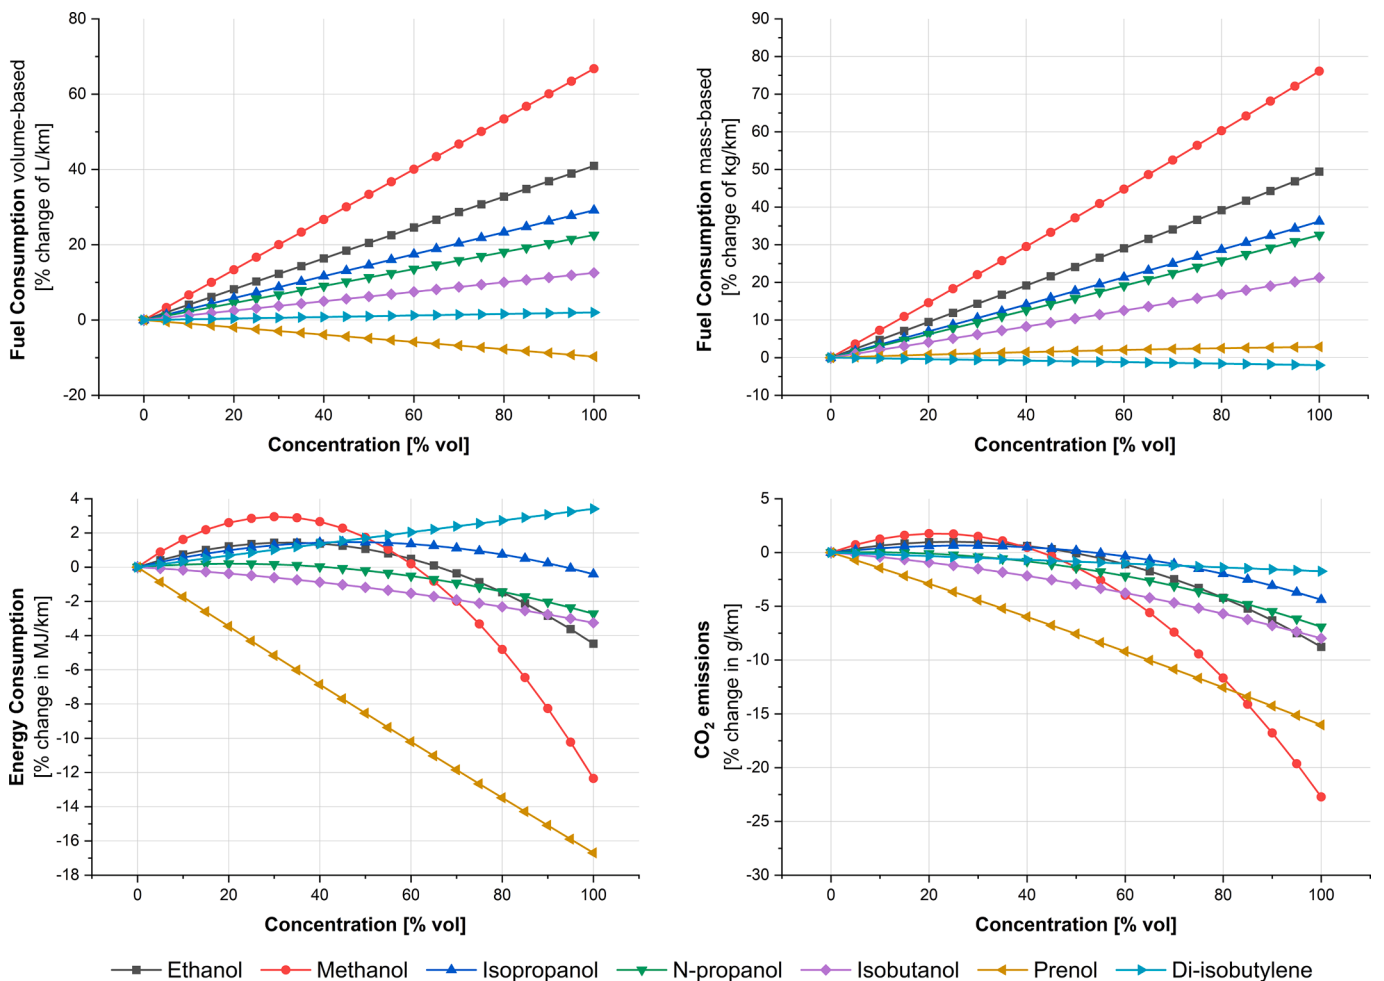 Fuel Consumption volume-based
[% change of L/km]
80
60
40
20
0
-20
0 20 40 60 80 100
Concentration [% vol]
Fuel Consumption mass-based
[% change of kg/km]
90
80
70
60
50
40
30
20
10
0
-10
0 20 40 60 80 100
Concentration [% vol]
Energy Consumption
[% change in MJ/km]
4
2
0
-2
-4
-6
-8
-10
-12
-14
-16
-18
0 20 40 60 80 100
Concentration [% vol]
CO₂ emissions
[% change in g/km]
5
0
-5
-10
-15
-20
-25
-30
0 20 40 60 80 100
Concentration [% vol]
Ethanol Methanol Isopropanol N-propanol Isobutanol Prenol Di-isobutylene